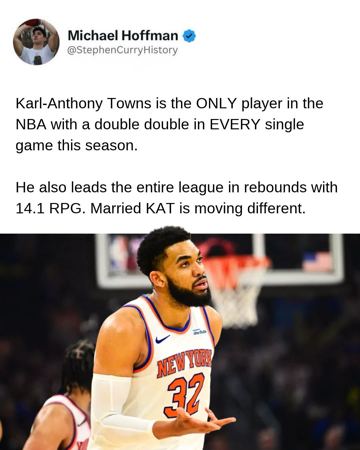 Michael Hoffman
@StephenCurryHistory
Karl-Anthony Towns is the ONLY player in the
NBA with a double double in EVERY single
game this season.
He also leads the entire league in rebounds with
14.1 RPG. Married KAT is moving different.
NEW YORK
32